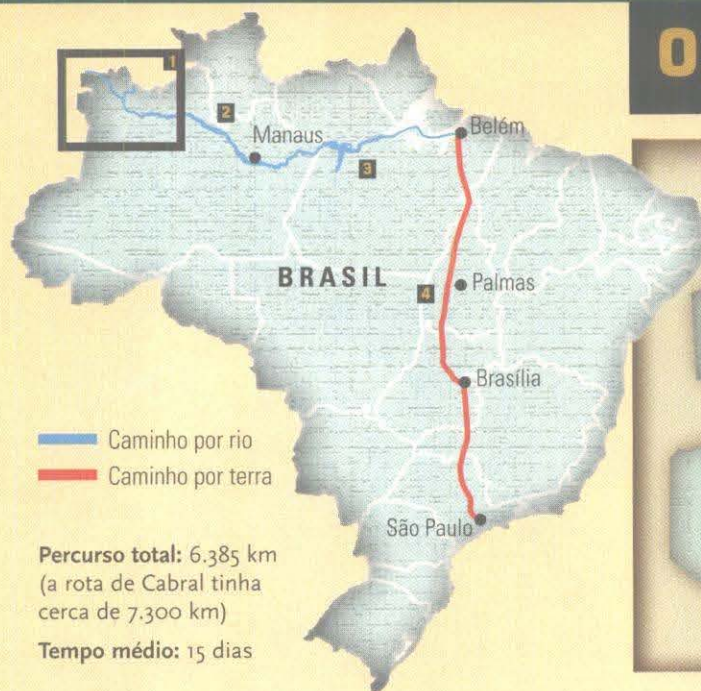 O
1
2
Manaus
Belém
3
BRASIL
4
Palmas
Brasília
Caminho por rio
Caminho por terra
São Paulo
Percurso total: 6.385 km
(a rota de Cabral tinha
cerca de 7.300 km)
Tempo médio: 15 dias